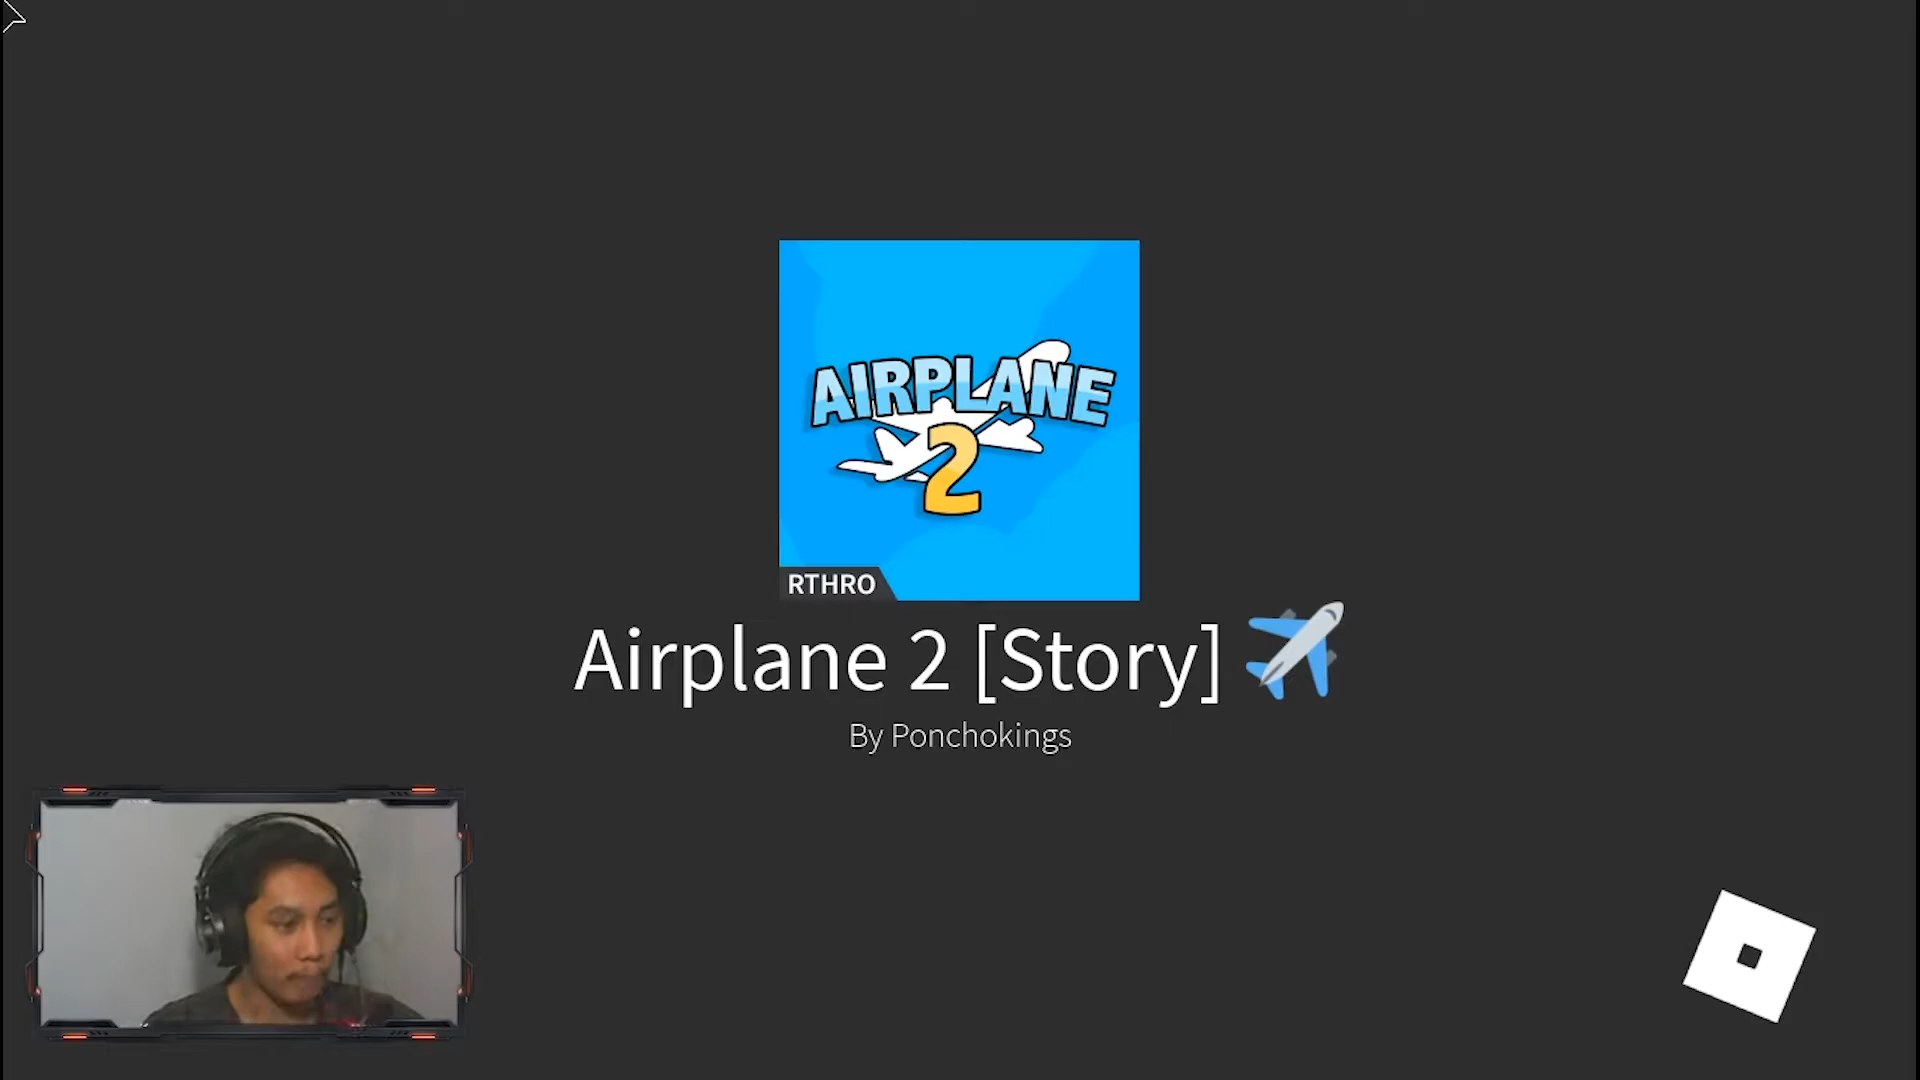 AIRPLANE
2
RTHRO
Airplane 2 [Story] ✈️
By Ponchokings